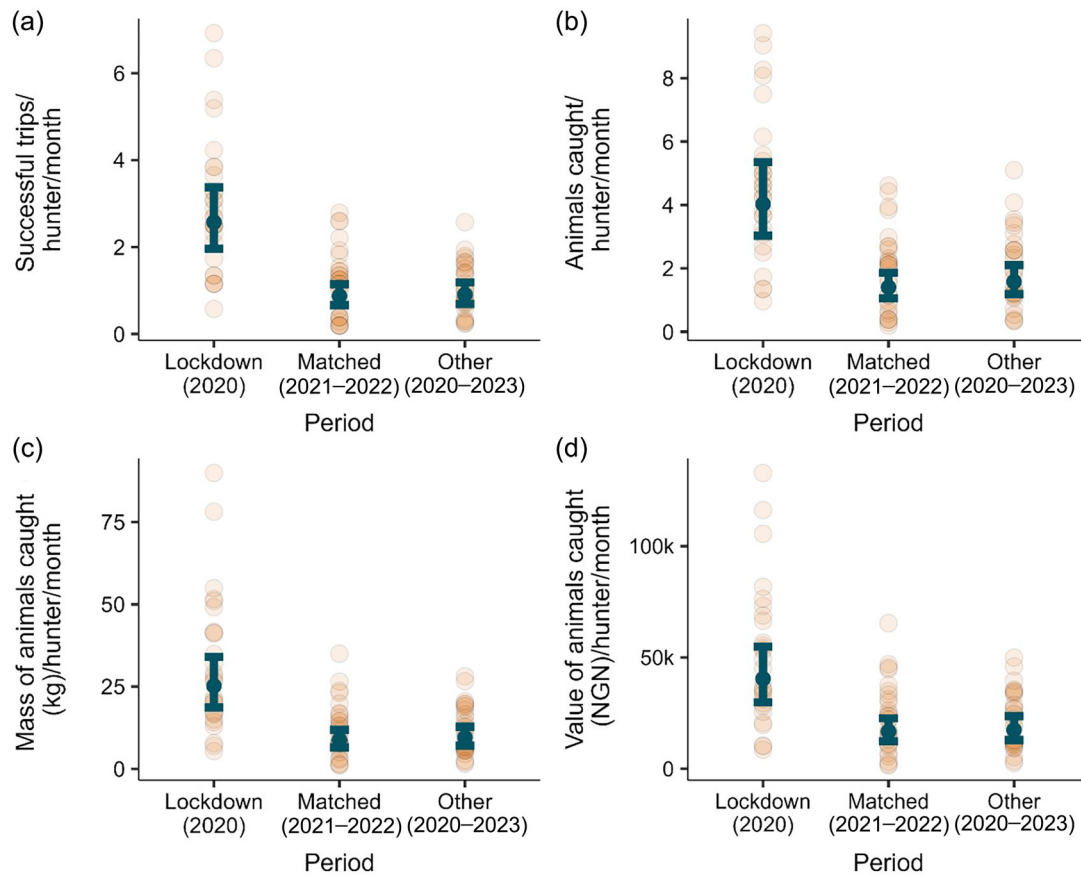 (a)
Successful trips/
hunter/month
6
4
2
0
Lockdown
(2020)
Matched
(2021–2022)
Other
(2020–2023)
Period
(b)
Animals caught/
hunter/month
8
6
4
2
0
Lockdown
(2020)
Matched
(2021–2022)
Other
(2020–2023)
Period
(c)
Mass of animals caught
(kg)/hunter/month
75
50
25
0
Lockdown
(2020)
Matched
(2021–2022)
Other
(2020–2023)
Period
(d)
Value of animals caught
(NGN)/hunter/month
100k
50k
0
Lockdown
(2020)
Matched
(2021–2022)
Other
(2020–2023)
Period